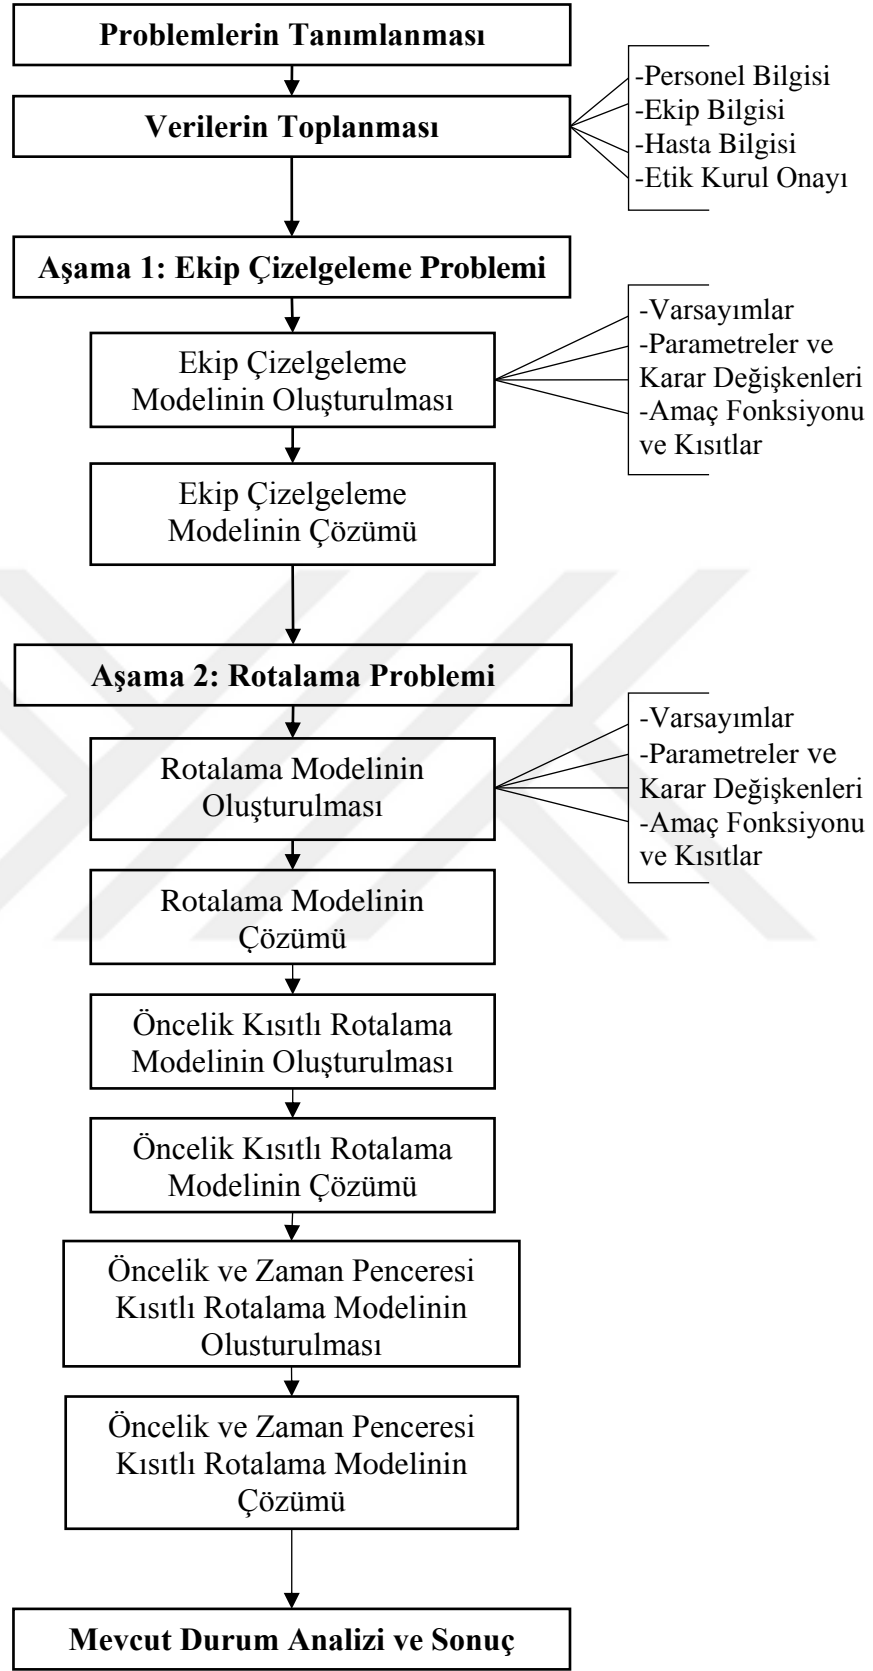 Problemlerin Tanımlanması
Verilerin Toplanması
-Personel Bilgisi
-Ekip Bilgisi
-Hasta Bilgisi
-Etik Kurul Onayı
Aşama 1: Ekip Çizelgeleme Problemi
Ekip Çizelgeleme
Modelinin Oluşturulması
-Varsayımlar
-Parametreler ve
Karar Değişkenleri
-Amaç Fonksiyonu
ve Kısıtlar
Ekip Çizelgeleme
Modelinin Çözümü
Aşama 2: Rotalama Problemi
Rotalama Modelinin
Oluşturulması
-Varsayımlar
-Parametreler ve
Karar Değişkenleri
-Amaç Fonksiyonu
ve Kısıtlar
Rotalama Modelinin
Çözümü
Öncelik Kısıtlı Rotalama
Modelinin Oluşturulması
Öncelik Kısıtlı Rotalama
Modelinin Çözümü
Öncelik ve Zaman Penceresi
Kısıtlı Rotalama Modelinin
Olusturulması
Öncelik ve Zaman Penceresi
Kısıtlı Rotalama Modelinin
Çözümü
Mevcut Durum Analizi ve Sonuç